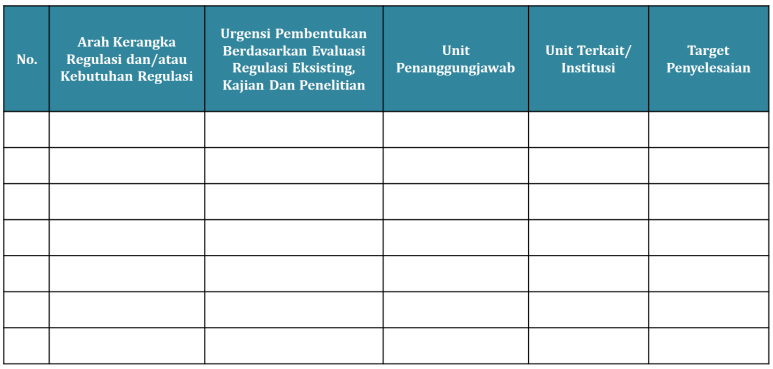 No.
Arah Kerangka
Regulasi dan/atau
Kebutuhan Regulasi
Urgensi Pembentukan
Berdasarkan Evaluasi
Regulasi Eksisting,
Kajian Dan Penelitian
Unit
Penanggungjawab
Unit Terkait/
Institusi
Target
Penyelesaian